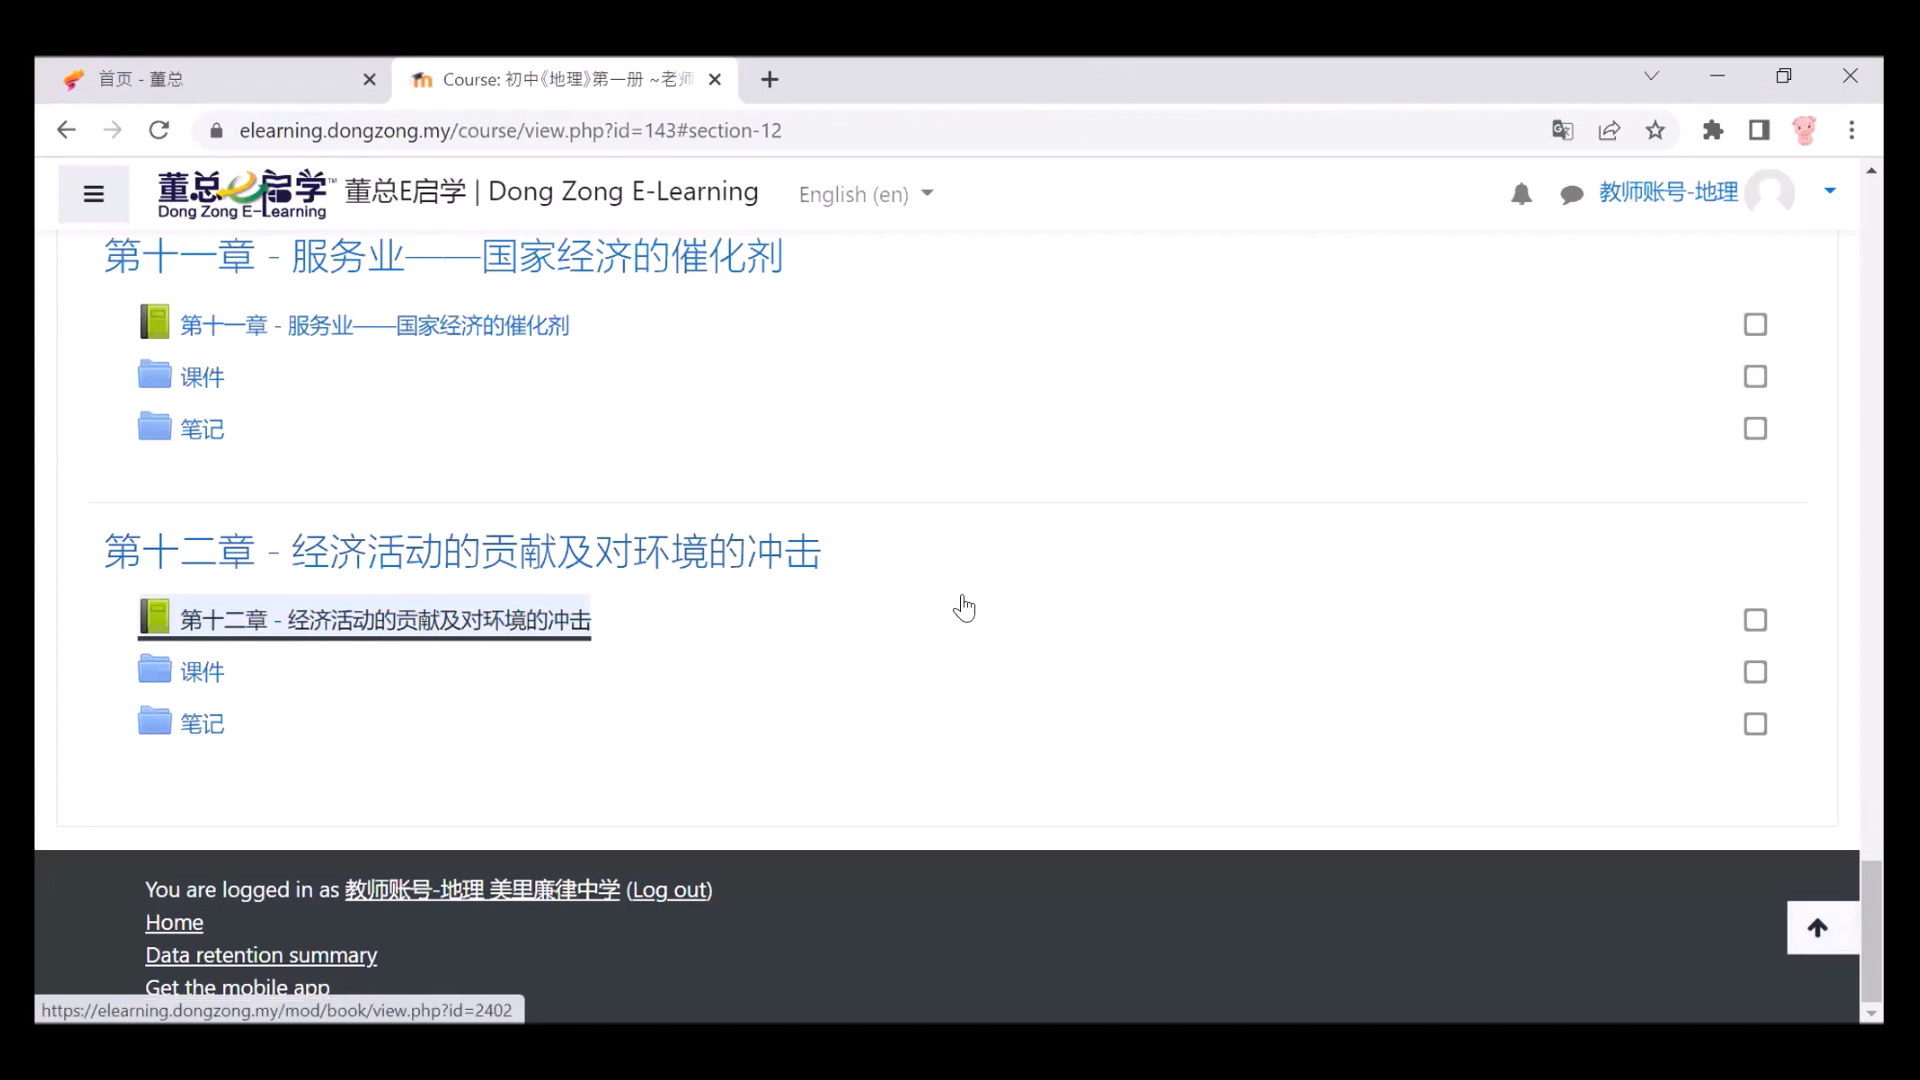 首页 - 董总
Course: 初中《地理》第一册 ~老师
elearning.dongzong.my/course/view.php?id=143#section-12
董总e启学™
Dong Zong E-Learning
董总E启学 | Dong Zong E-Learning
English (en)
教师账号-地理
第十一章 - 服务业——国家经济的催化剂
第十一章 - 服务业——国家经济的催化剂
课件
笔记
第十二章 - 经济活动的贡献及对环境的冲击
第十二章 - 经济活动的贡献及对环境的冲击
课件
笔记
You are logged in as 教师账号-地理 美里廉律中学 (Log out)
Home
Data retention summary
Get the mobile app
https://elearning.dongzong.my/mod/book/view.php?id=2402